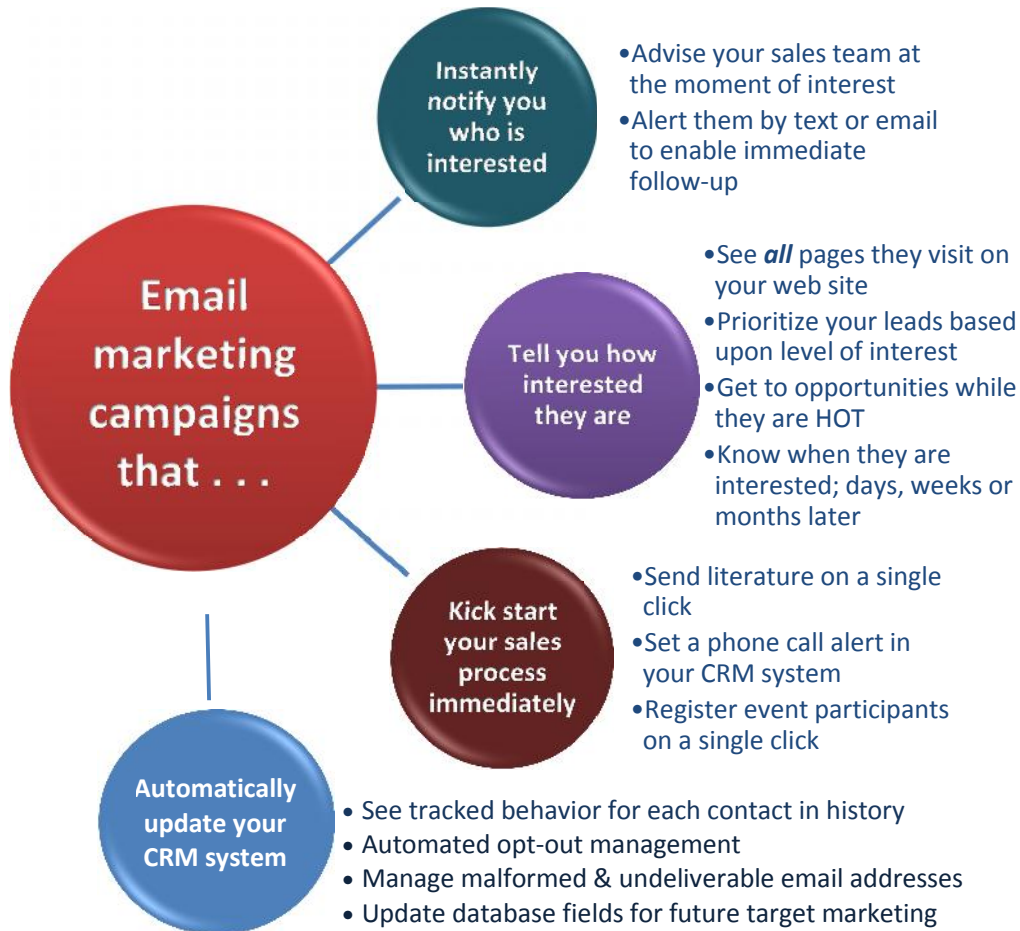 Email
marketing
campaigns
that . . .
Instantly
notify you
who is
interested
•Advise your sales team at
the moment of interest
•Alert them by text or email
to enable immediate
follow-up
Tell you how
interested
they are
•See all pages they visit on
your web site
•Prioritize your leads based
upon level of interest
•Get to opportunities while
they are HOT
•Know when they are
interested; days, weeks or
months later
Kick start
your sales
process
immediately
•Send literature on a single
click
•Set a phone call alert in
your CRM system
•Register event participants
on a single click
Automatically
update your
CRM system
• See tracked behavior for each contact in history
• Automated opt-out management
• Manage malformed & undeliverable email addresses
• Update database fields for future target marketing